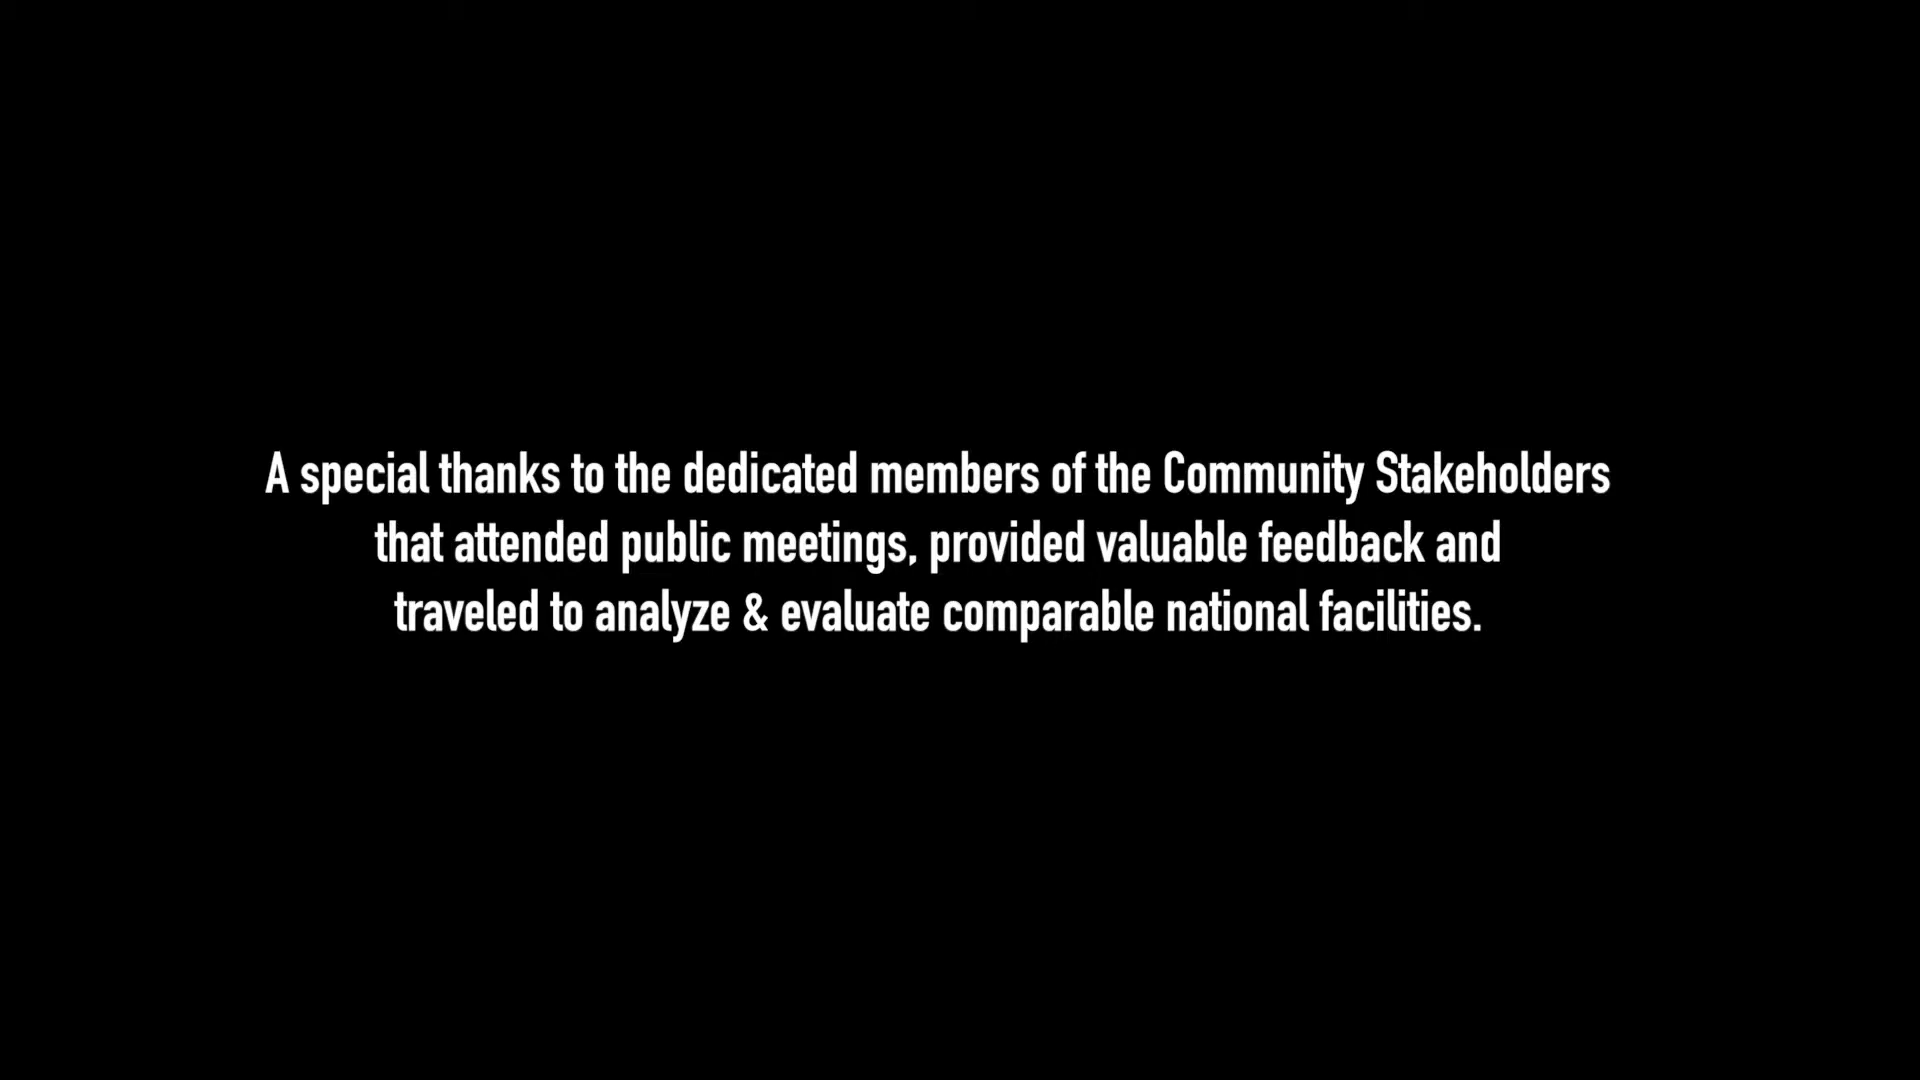 A special thanks to the dedicated members of the Community Stakeholders
that attended public meetings, provided valuable feedback and
traveled to analyze & evaluate comparable national facilities.